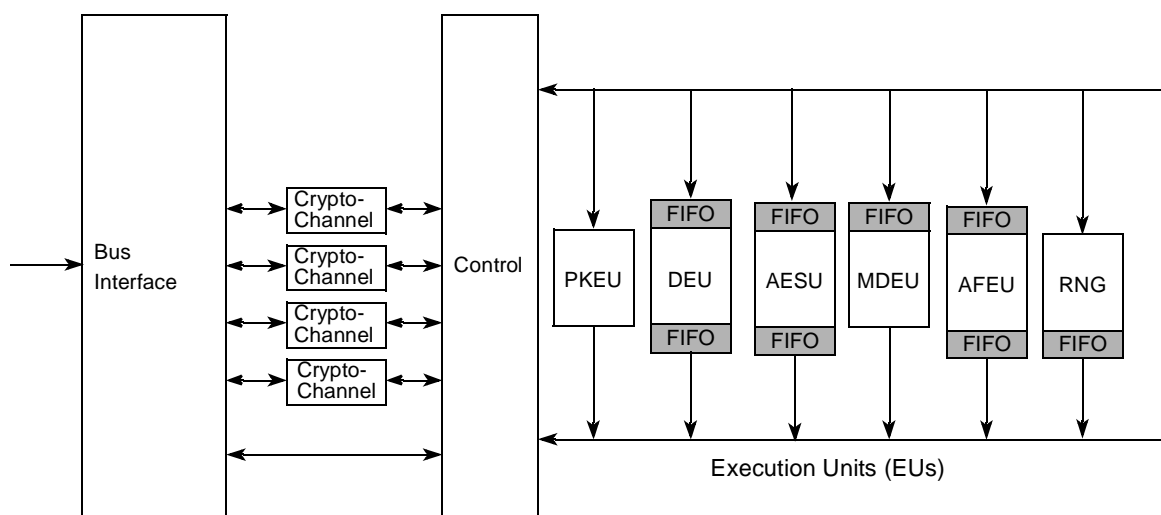 Crypto-
Channel
Crypto-
Channel
Crypto-
Channel
Crypto-
Channel
Bus
Interface
Control
FIFO
FIFO
FIFO
FIFO
PKEU
DEU
AESU
MDEU
AFEU
RNG
FIFO
FIFO
FIFO
FIFO
Execution Units (EUs)